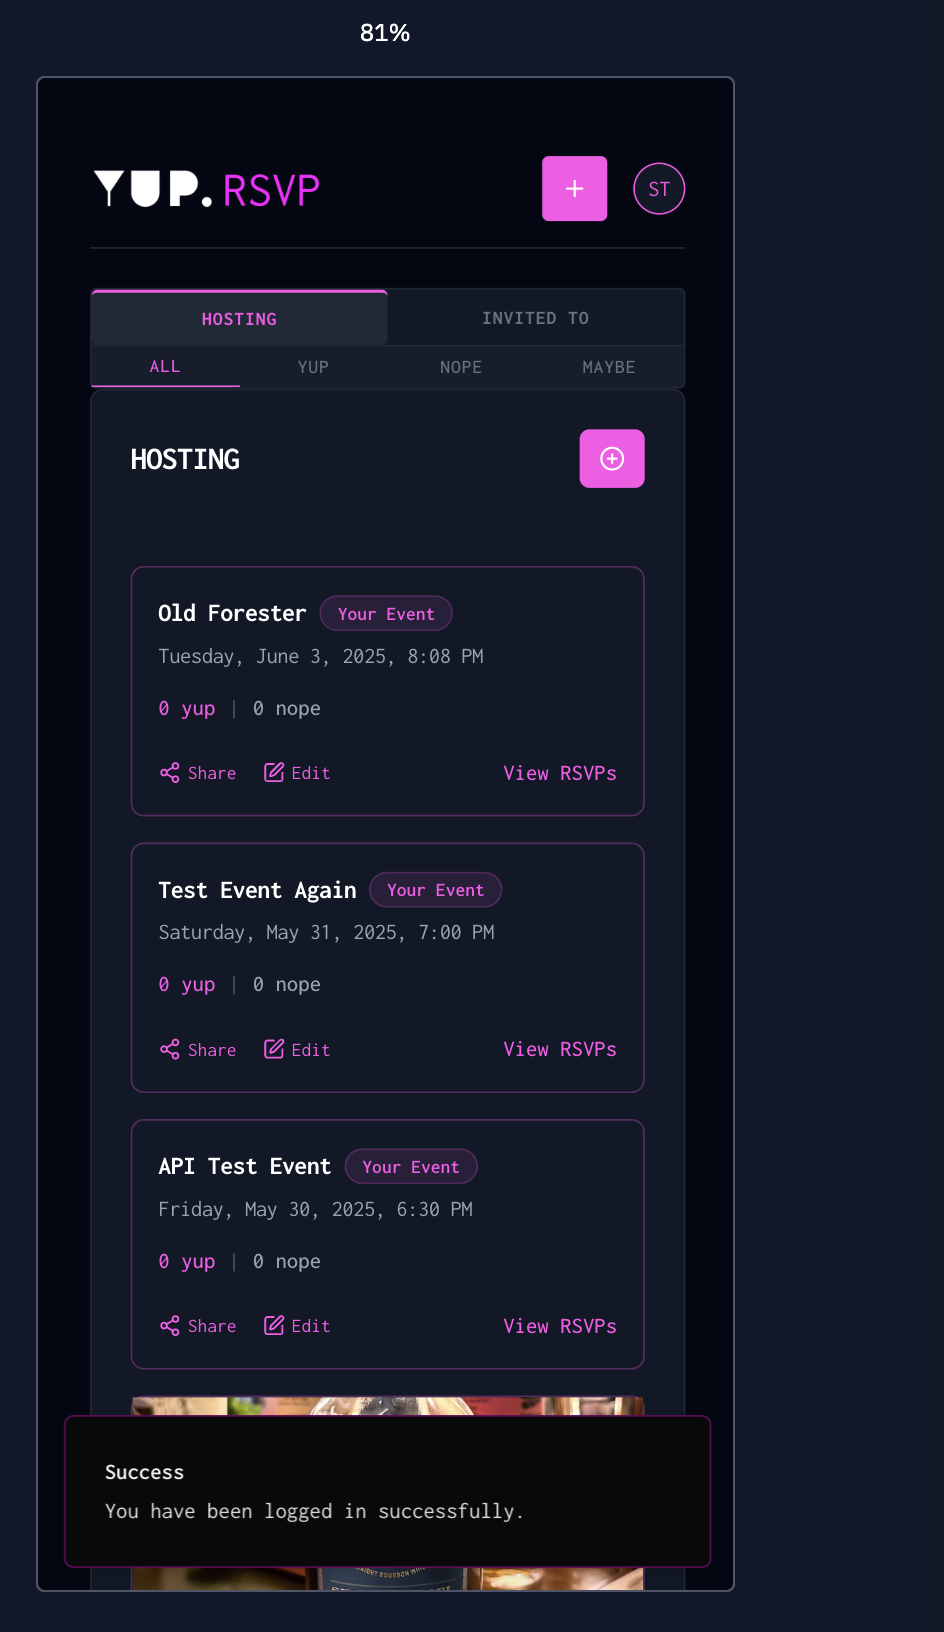 81%
YUP.RSVP
+
ST
HOSTING
INVITED TO
ALL
YUP
NOPE
MAYBE
HOSTING
Old Forester
Your Event
Tuesday, June 3, 2025, 8:08 PM
0 yup | 0 nope
Share
Edit
View RSVPs
Test Event Again
Your Event
Saturday, May 31, 2025, 7:00 PM
0 yup | 0 nope
Share
Edit
View RSVPs
API Test Event
Your Event
Friday, May 30, 2025, 6:30 PM
0 yup | 0 nope
Share
Edit
View RSVPs
Success
You have been logged in successfully.
BOURBON